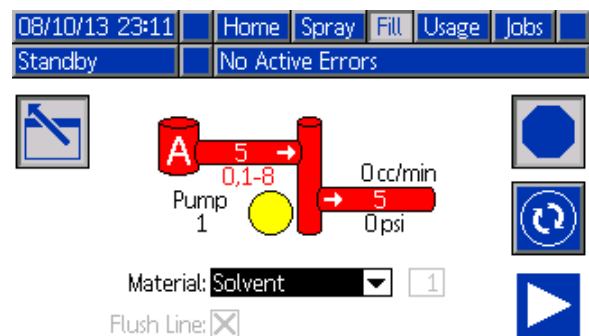 08/10/13 23:11 Home Spray Fill Usage Jobs
Standby No Active Errors
A 5
0,1-8
0 cc/min
Pump
1
5
0 psi
Material: Solvent 1
Flush Line: